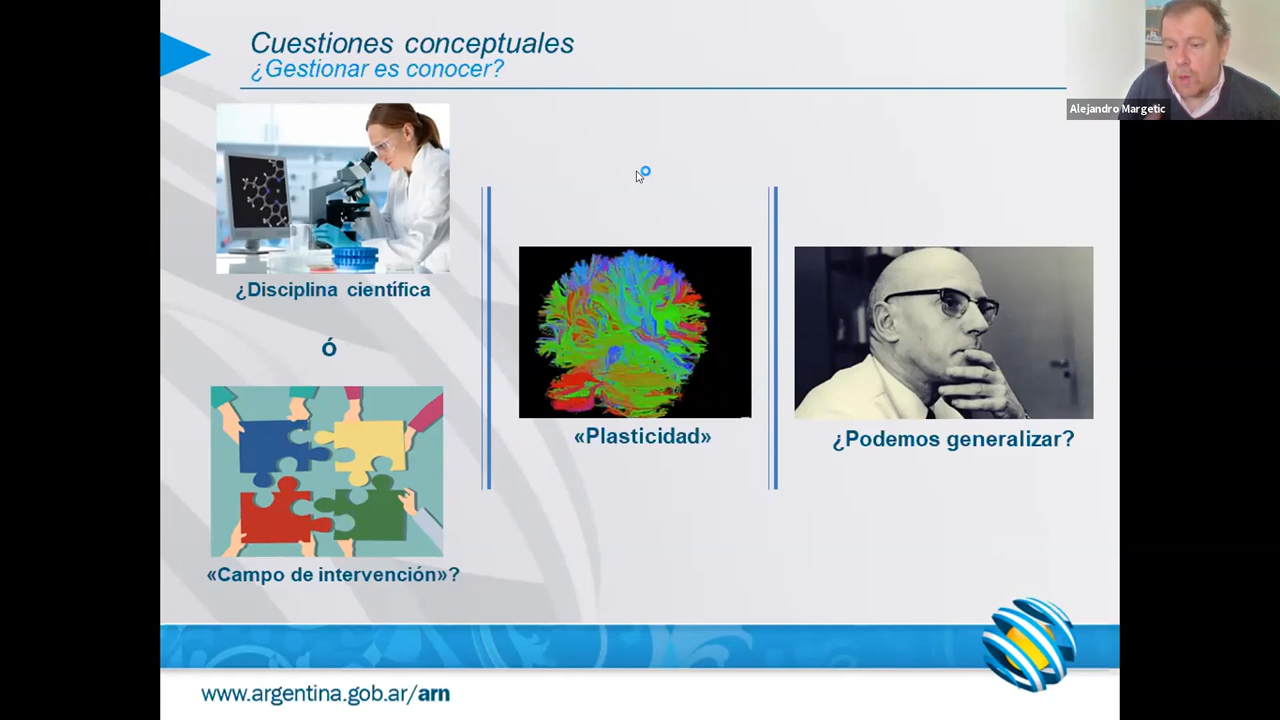 Cuestiones conceptuales
¿Gestionar es conocer?
Alejandro Margetic
¿Disciplina científica
ó
«Campo de intervención»?
«Plasticidad»
¿Podemos generalizar?
www.argentina.gob.ar/arn